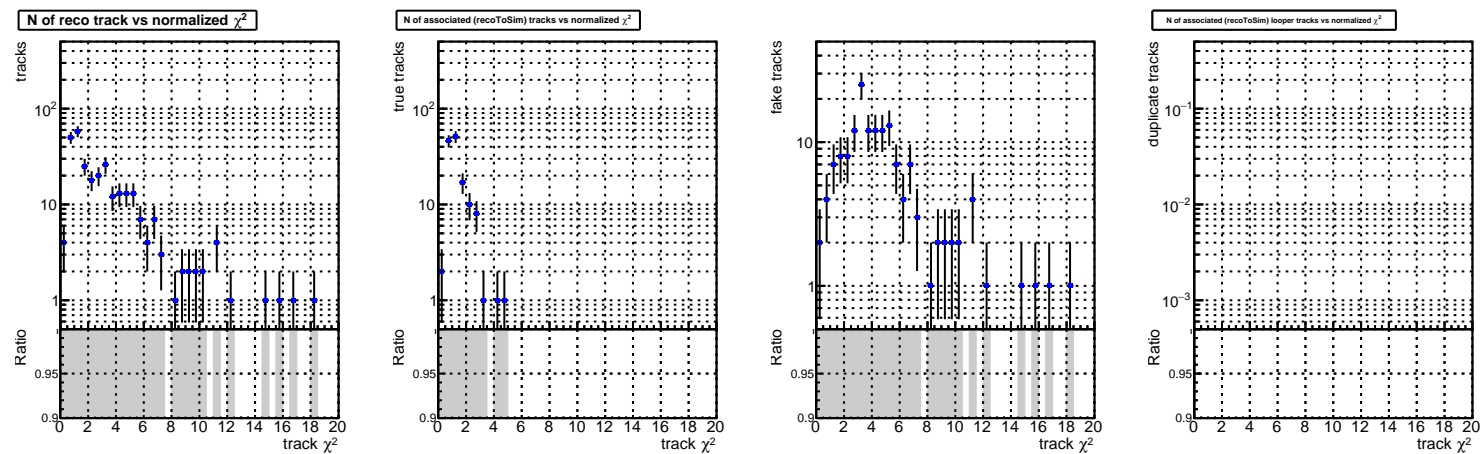 N of reco track vs normalized χ²
tracks
10²
10
1
Ratio
1
0.95
0.9
0 2 4 6 8 10 12 14 16 18 20
track χ²
N of associated (recoToSim) tracks vs normalized χ²
true tracks
10²
10
1
Ratio
1
0.95
0.9
0 2 4 6 8 10 12 14 16 18 20
track χ²
fake tracks
10
1
Ratio
1
0.95
0.9
0 2 4 6 8 10 12 14 16 18 20
track χ²
N of associated (recoToSim) looper tracks vs normalized χ²
duplicate tracks
10⁻¹
10⁻²
10⁻³
Ratio
1
0.95
0.9
0 2 4 6 8 10 12 14 16 18 20
track χ²